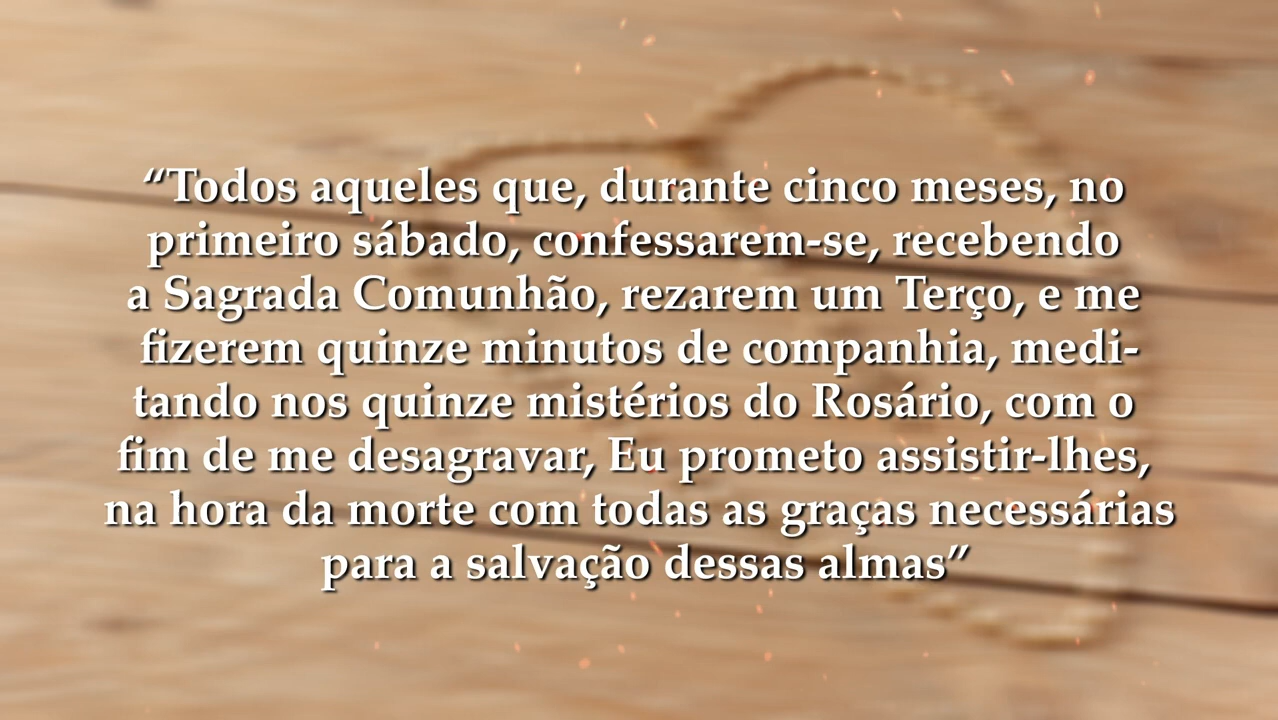 “Todos aqueles que, durante cinco meses, no
primeiro sábado, confessarem-se, recebendo
a Sagrada Comunhão, rezarem um Terço, e me
fizerem quinze minutos de companhia, medi-
tando nos quinze mistérios do Rosário, com o
fim de me desagravar, Eu prometo assistir-lhes,
na hora da morte com todas as graças necessárias
para a salvação dessas almas”